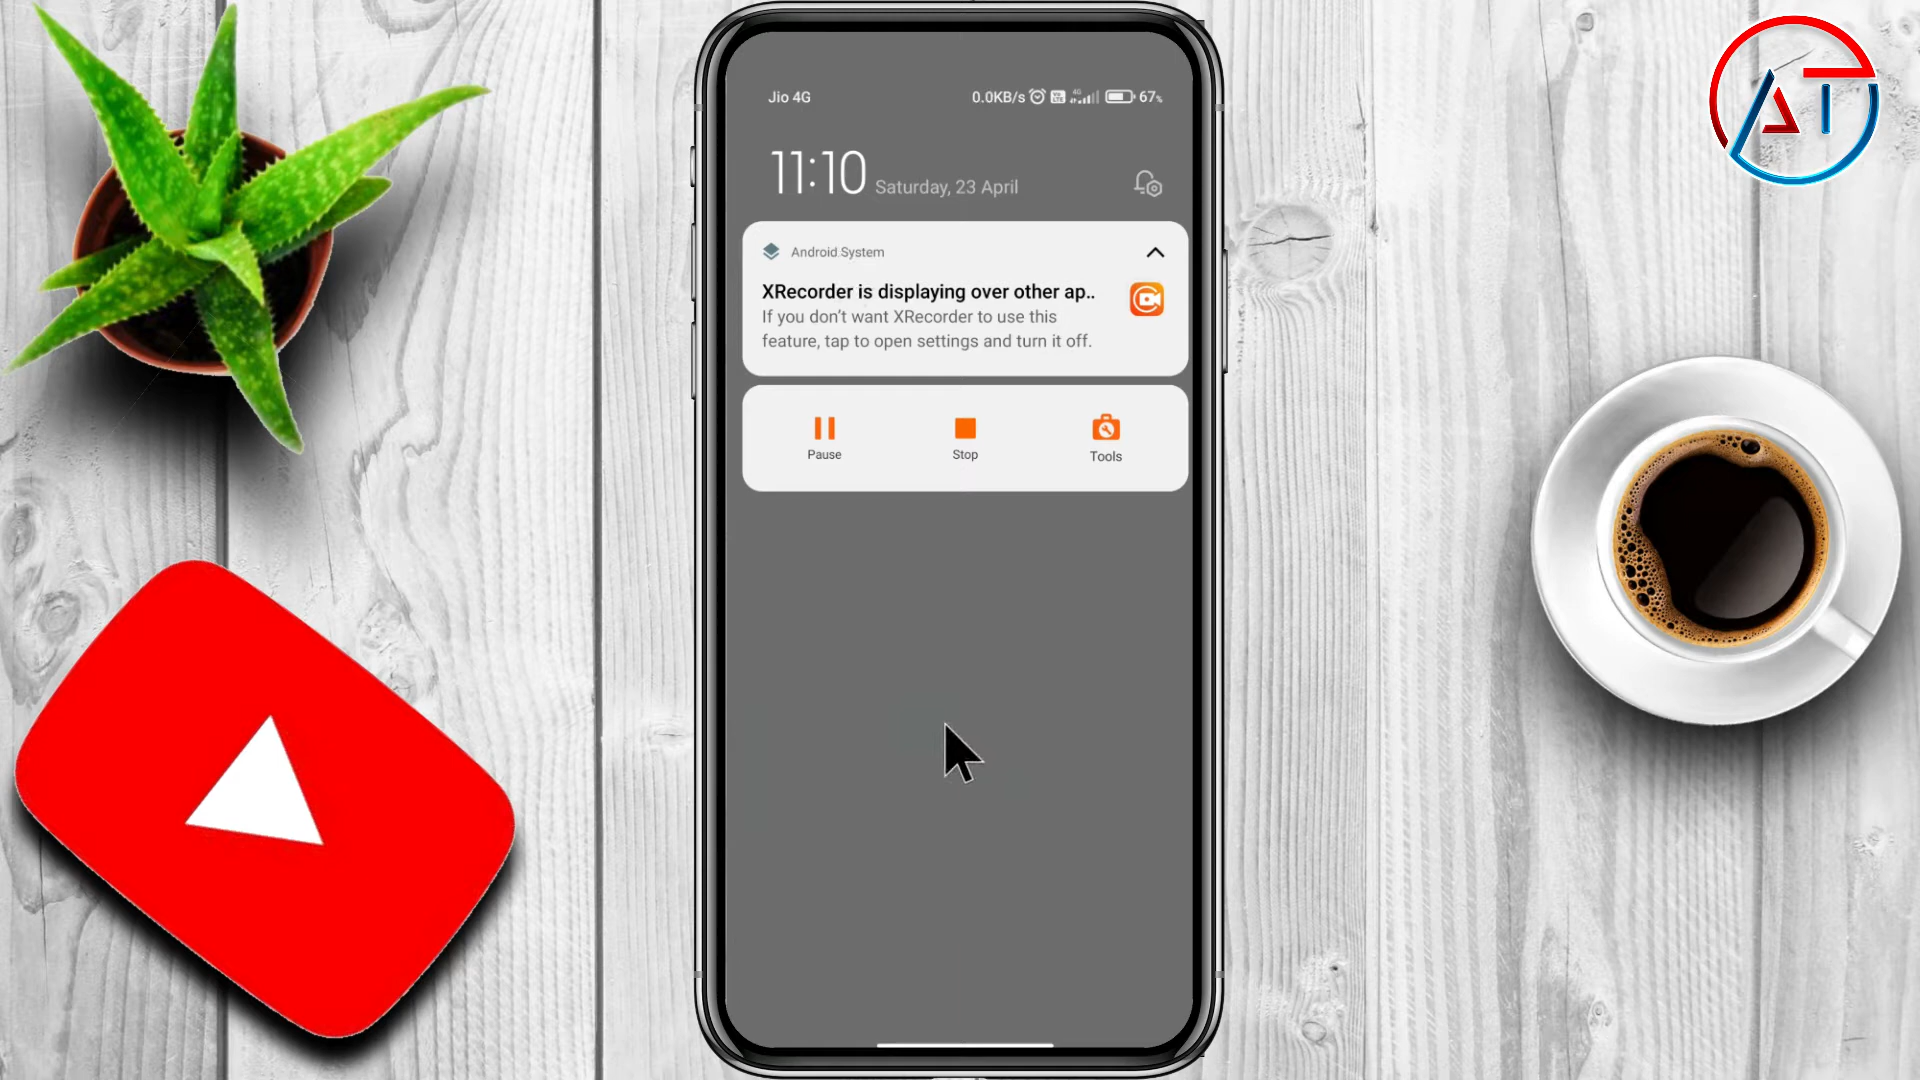 AT
Jio 4G
0.0KB/s 4G 67%
11:10 Saturday, 23 April
Android System
XRecorder is displaying over other ap..
If you don't want XRecorder to use this
feature, tap to open settings and turn it off.
Pause Stop Tools